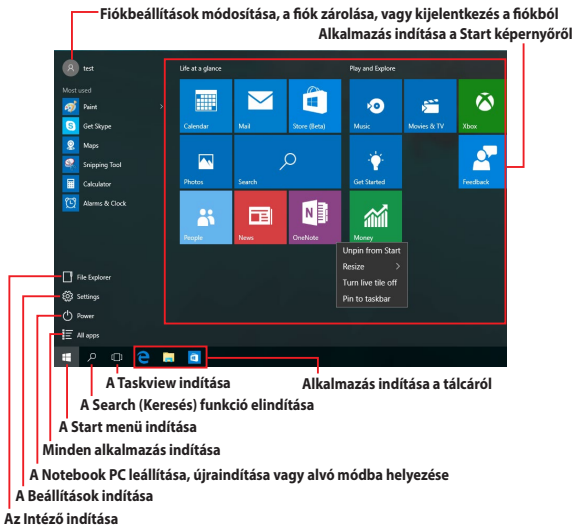 Fiókbeállítások módosítása, a fiók zárolása, vagy kijelentkezés a fiókból
Alkalmazás indítása a Start képernyőről
test
Life at a glance
Play and Explore
Most used
Paint
Get Skype
Maps
Snipping Tool
Calculator
Alarms & Clock
Calendar
Mail
Store (Beta)
Music
Movies & TV
Xbox
Photos
Search
Get Started
Feedback
People
News
OneNote
Money
Unpin from Start
Resize
Turn live tile off
Pin to taskbar
File Explorer
Settings
Power
All apps
A Taskview indítása
Alkalmazás indítása a tálcáról
A Search (Keresés) funkció elindítása
A Start menü indítása
Minden alkalmazás indítása
A Notebook PC leállítása, újraindítása vagy alvó módba helyezése
A Beállítások indítása
Az Intéző indítása